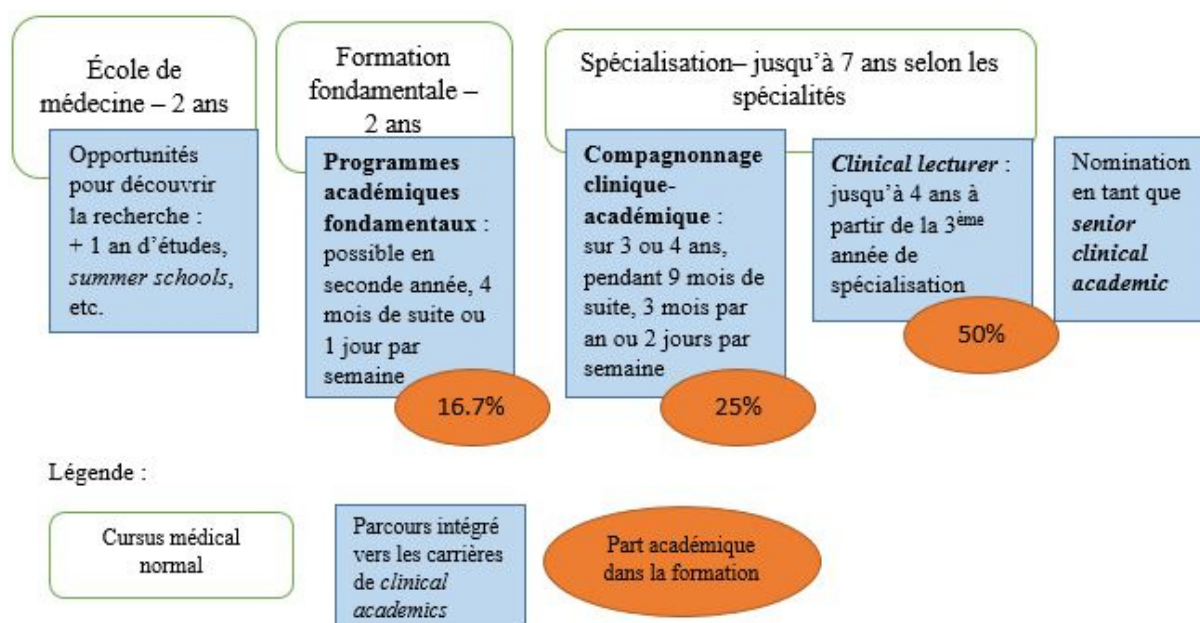 École de
médecine – 2 ans
Opportunités
pour découvrir
la recherche :
+ 1 an d’études,
summer schools,
etc.
Formation
fondamentale –
2 ans
Programmes
académiques
fondamentaux :
possible en
seconde année, 4
mois de suite ou
1 jour par
semaine
16.7%
Spécialisation– jusqu’à 7 ans selon les
spécialités
Compagnonnage
clinique-
académique :
sur 3 ou 4 ans,
pendant 9 mois de
suite, 3 mois par
an ou 2 jours par
semaine
25%
Clinical lecturer :
jusqu’à 4 ans à
partir de la 3ème
année de
spécialisation
50%
Nomination
en tant que
senior
clinical
academic
Légende :
Cursus médical
normal
Parcours intégré
vers les carrières
de clinical
academics
Part académique
dans la formation